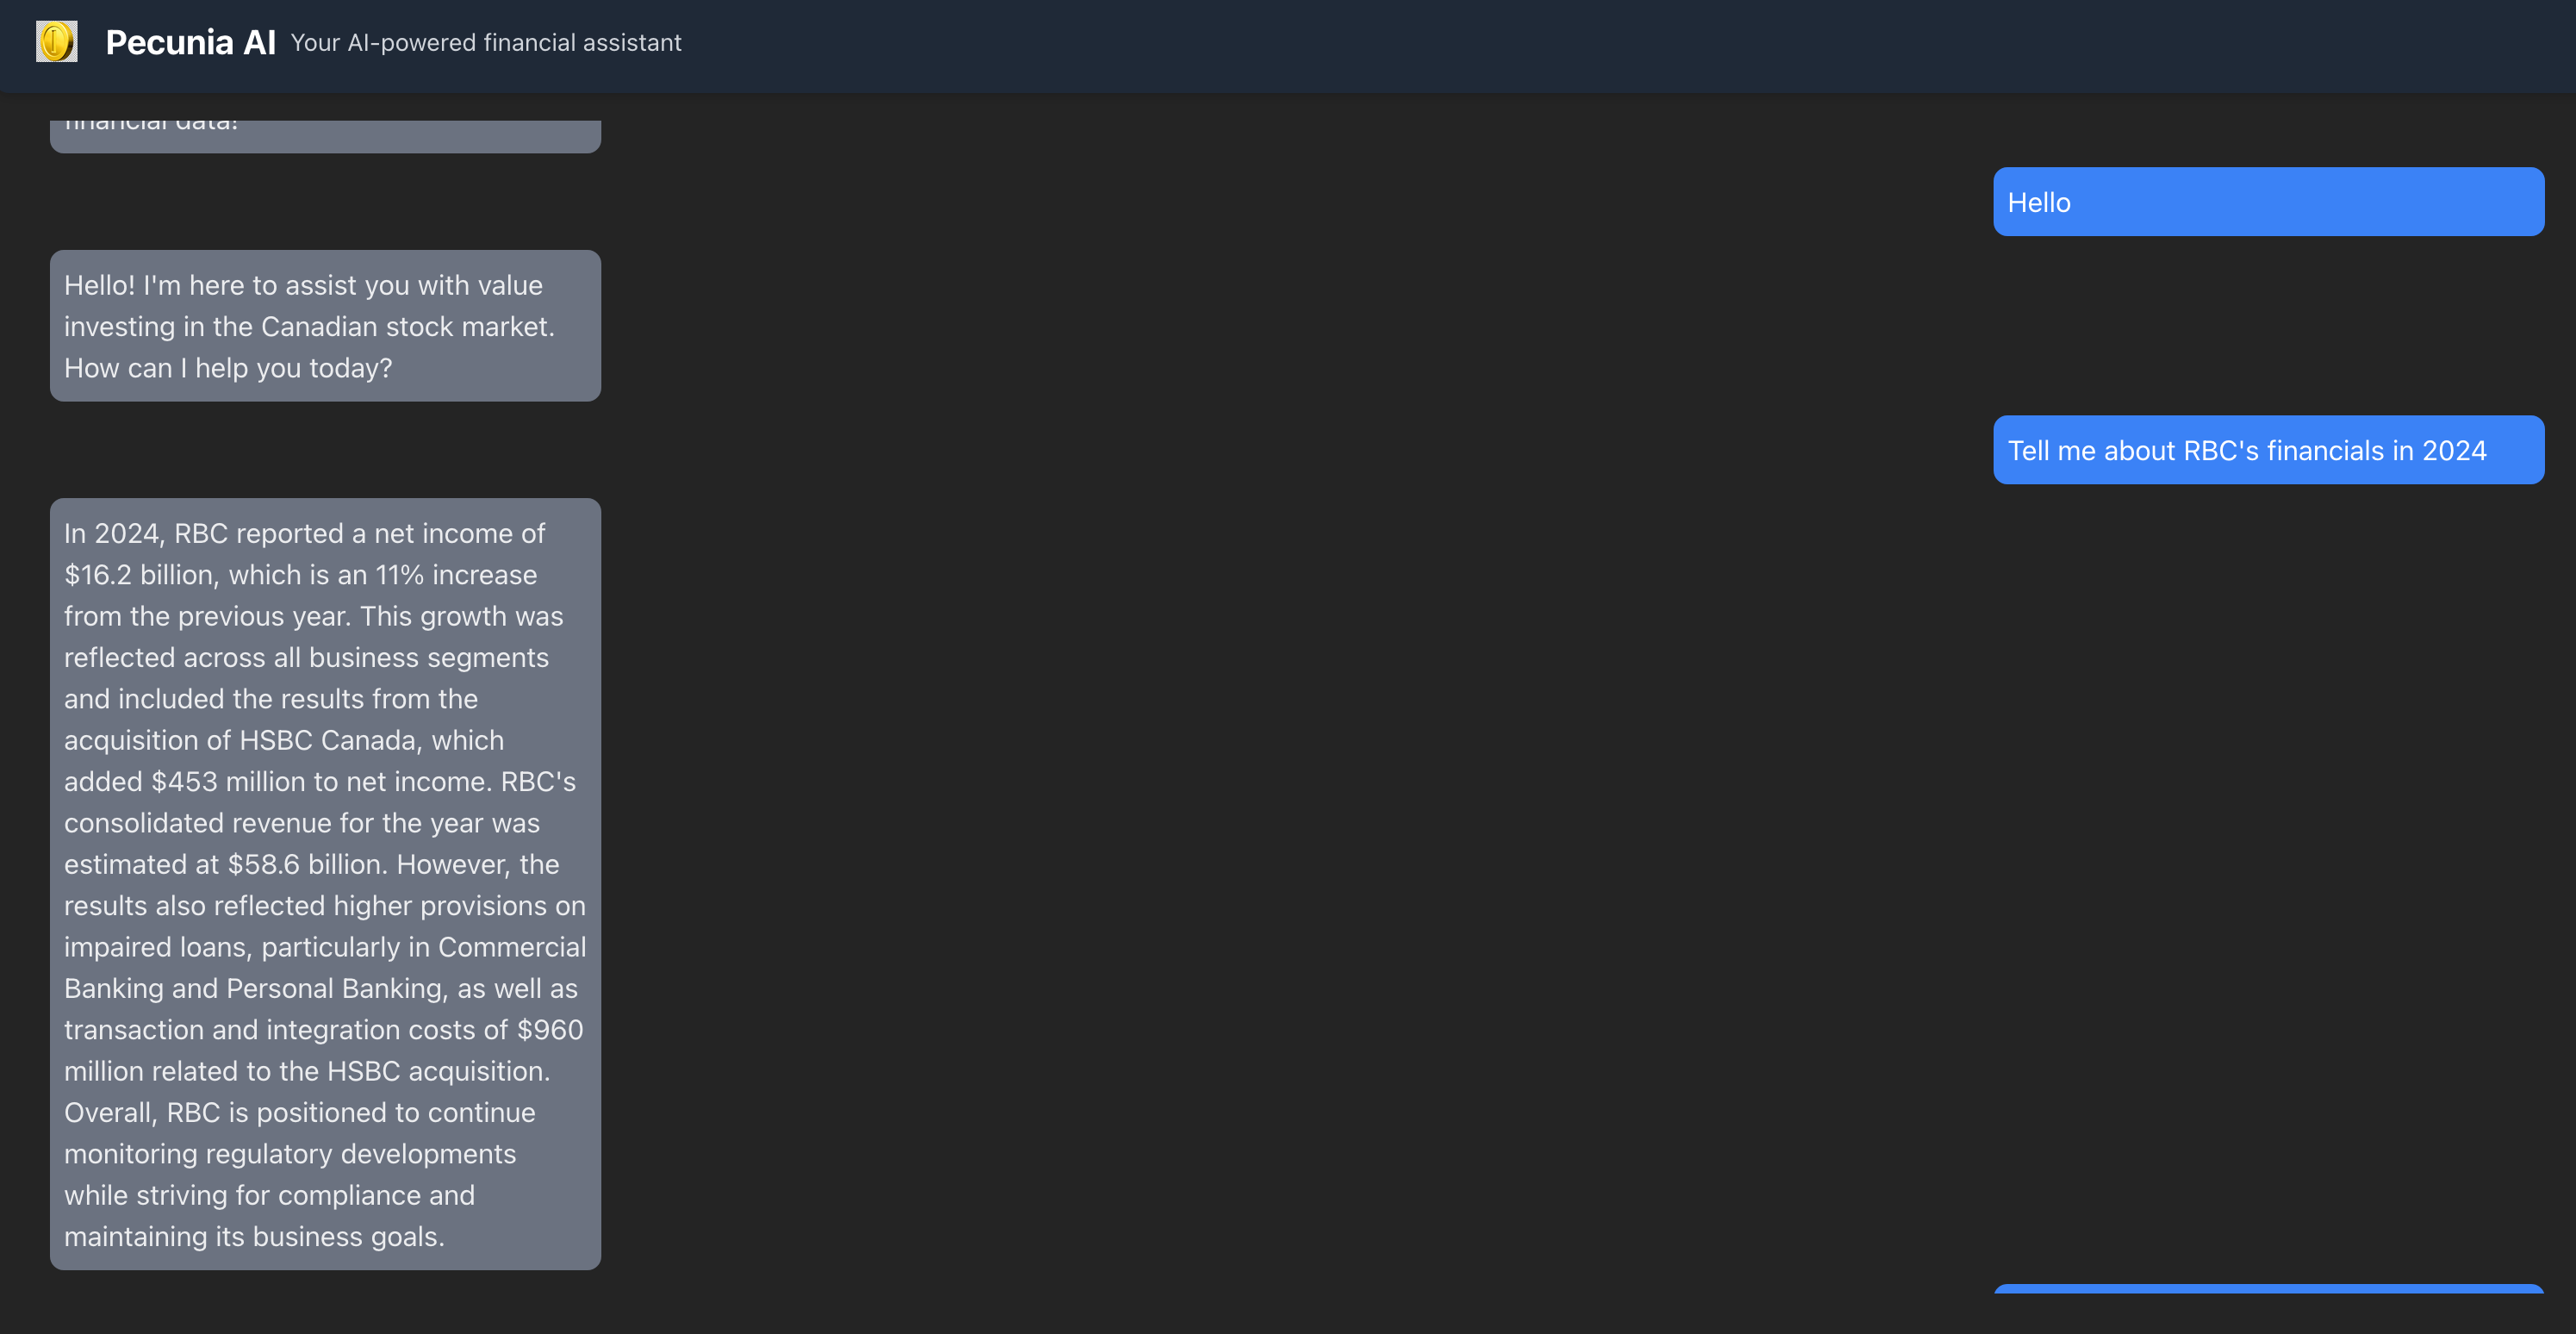 Pecunia AI Your AI-powered financial assistant
financial data!
Hello
Hello! I'm here to assist you with value
investing in the Canadian stock market.
How can I help you today?
Tell me about RBC's financials in 2024
In 2024, RBC reported a net income of
$16.2 billion, which is an 11% increase
from the previous year. This growth was
reflected across all business segments
and included the results from the
acquisition of HSBC Canada, which
added $453 million to net income. RBC's
consolidated revenue for the year was
estimated at $58.6 billion. However, the
results also reflected higher provisions on
impaired loans, particularly in Commercial
Banking and Personal Banking, as well as
transaction and integration costs of $960
million related to the HSBC acquisition.
Overall, RBC is positioned to continue
monitoring regulatory developments
while striving for compliance and
maintaining its business goals.